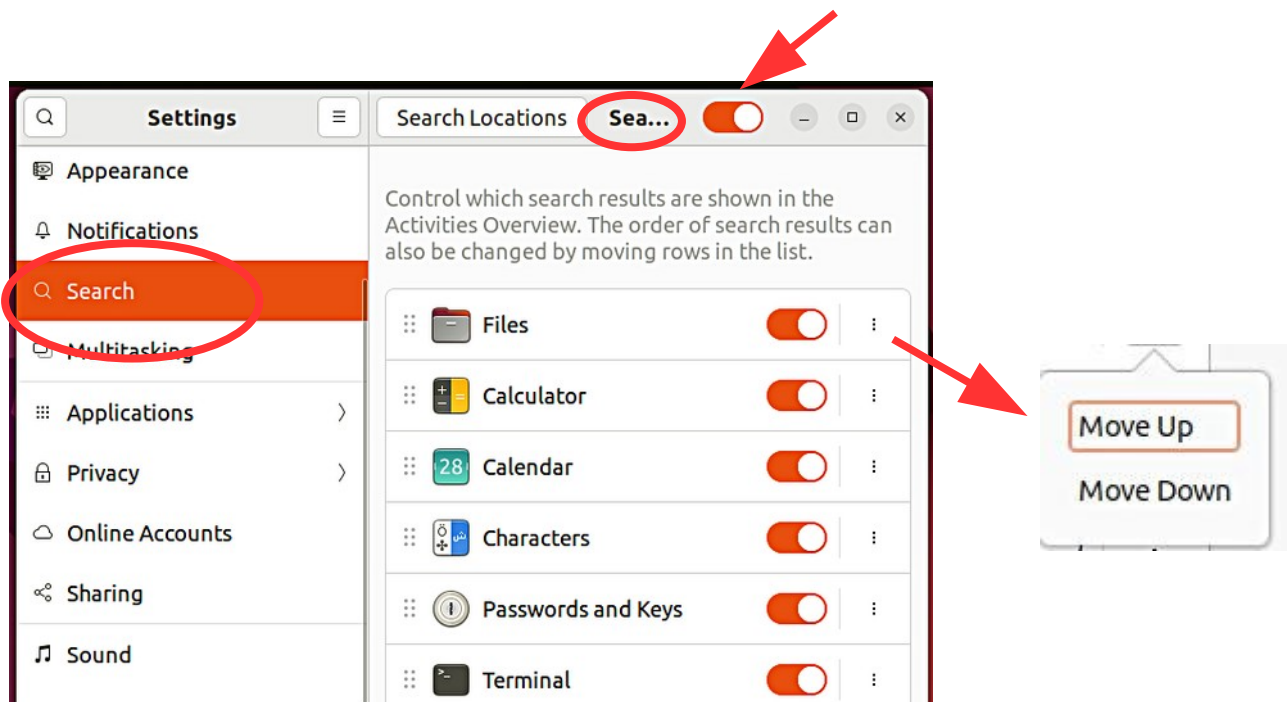 Settings
Search Locations
Sea...
Appearance
Notifications
Search
Multitasking
Applications
Privacy
Online Accounts
Sharing
Sound
Control which search results are shown in the
Activities Overview. The order of search results can
also be changed by moving rows in the list.
Files
Calculator
28
Calendar
Characters
Passwords and Keys
Terminal
Move Up
Move Down